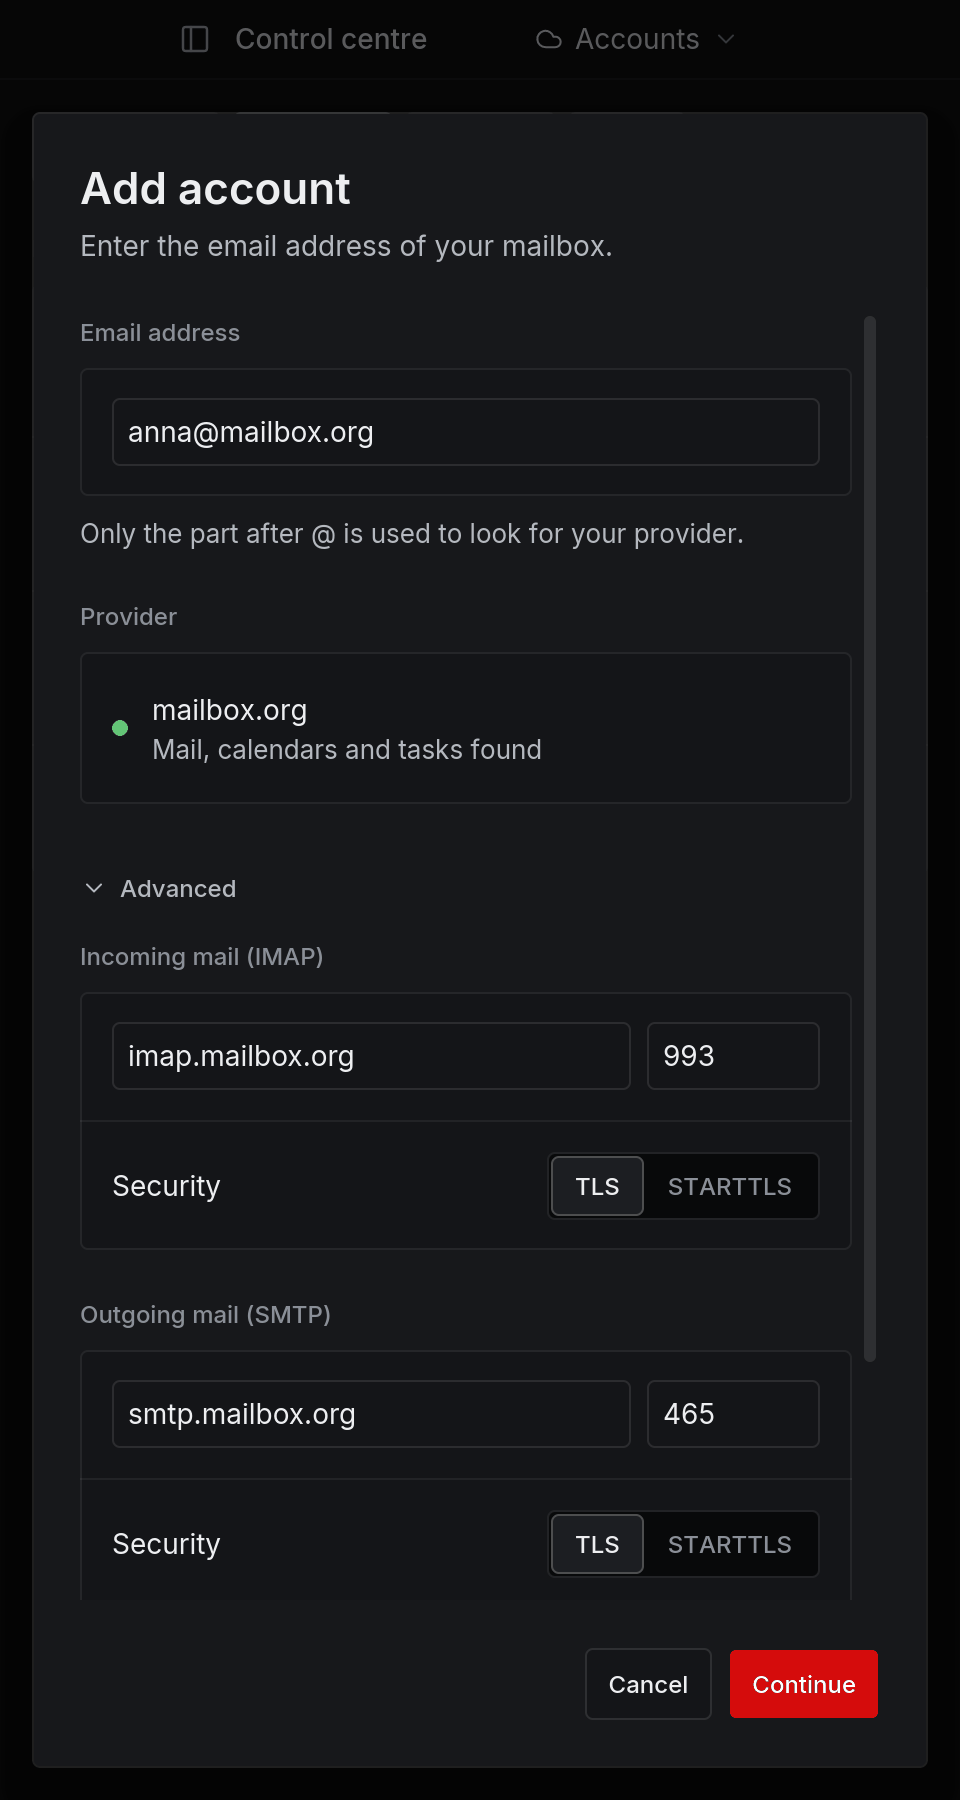 Control centre
Accounts
Add account
Enter the email address of your mailbox.
Email address
anna@mailbox.org
Only the part after @ is used to look for your provider.
Provider
mailbox.org
Mail, calendars and tasks found
Advanced
Incoming mail (IMAP)
imap.mailbox.org 993
Security TLS STARTTLS
Outgoing mail (SMTP)
smtp.mailbox.org 465
Security TLS STARTTLS
Cancel Continue